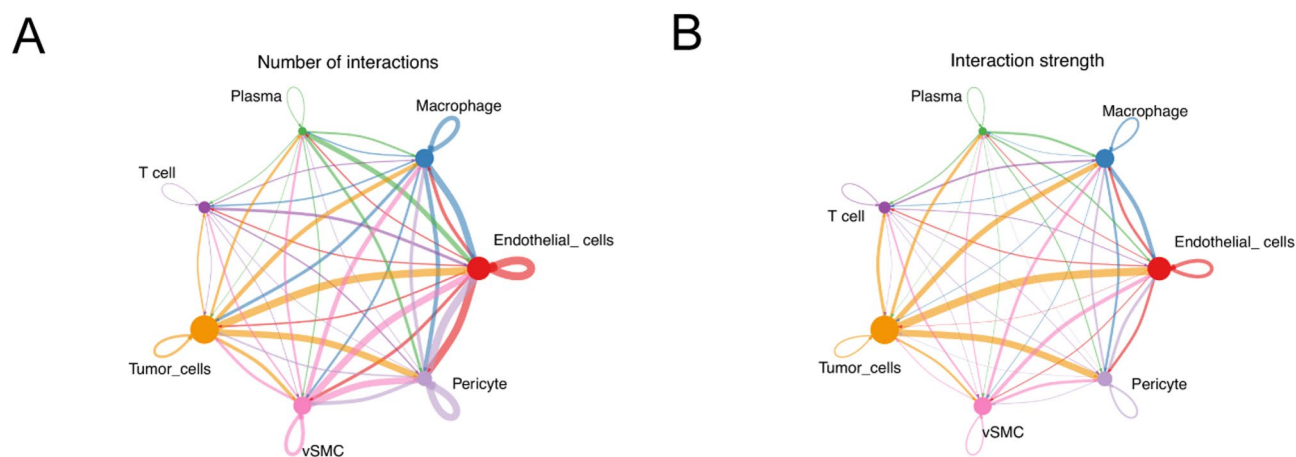 A
Number of interactions
Plasma
Macrophage
T cell
Endothelial_ cells
Tumor_cells
Pericyte
vSMC
B
Interaction strength
Plasma
Macrophage
T cell
Endothelial_ cells
Tumor_cells
Pericyte
vSMC